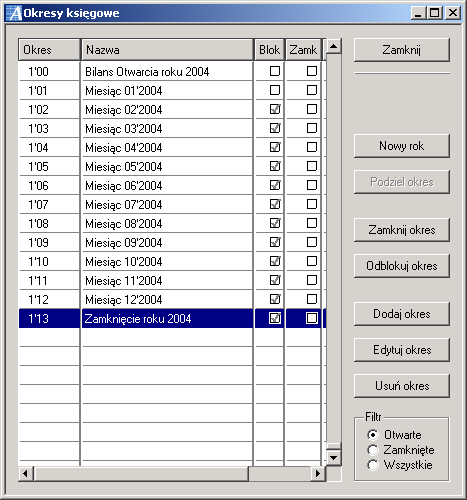 Okresy księgowe
Okres Nazwa Blok Zamk
1'00 Bilans Otwarcia roku 2004
1'01 Miesiąc 01'2004
1'02 Miesiąc 02'2004
1'03 Miesiąc 03'2004
1'04 Miesiąc 04'2004
1'05 Miesiąc 05'2004
1'06 Miesiąc 06'2004
1'07 Miesiąc 07'2004
1'08 Miesiąc 08'2004
1'09 Miesiąc 09'2004
1'10 Miesiąc 10'2004
1'11 Miesiąc 11'2004
1'12 Miesiąc 12'2004
1'13 Zamknięcie roku 2004
Zamknij
Nowy rok
Podziel okres
Zamknij okres
Odblokuj okres
Dodaj okres
Edytuj okres
Usuń okres
Filtr
Otwarte
Zamknięte
Wszystkie